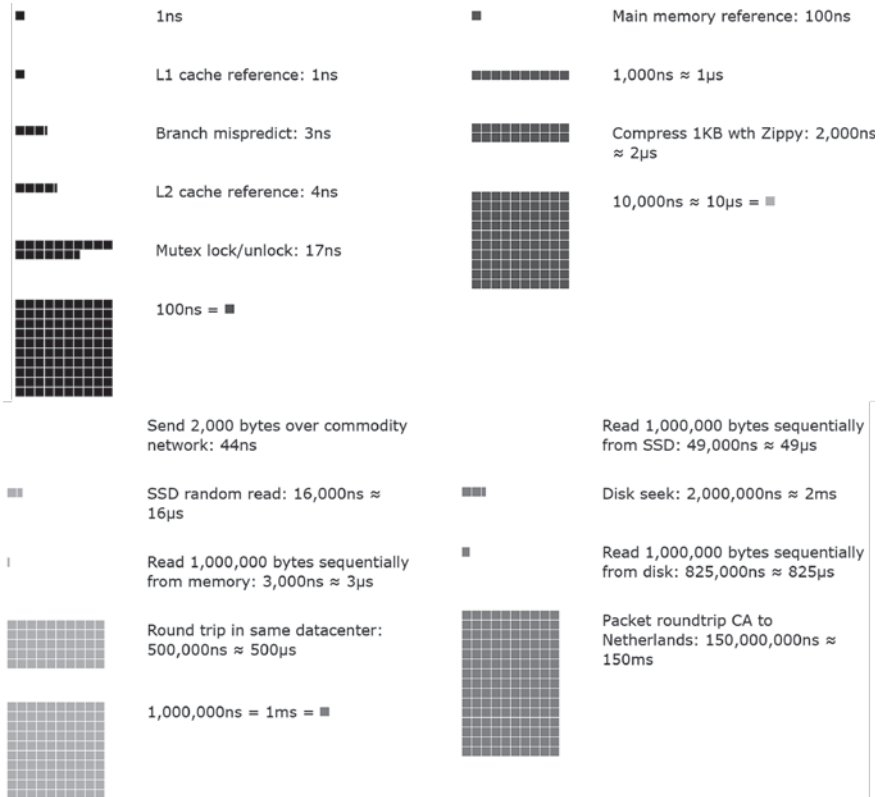 1ns
L1 cache reference: 1ns
Branch mispredict: 3ns
L2 cache reference: 4ns
Mutex lock/unlock: 17ns
100ns =
Main memory reference: 100ns
1,000ns ≈ 1µs
Compress 1KB wth Zippy: 2,000ns
≈ 2µs
10,000ns ≈ 10µs =
Send 2,000 bytes over commodity
network: 44ns
SSD random read: 16,000ns ≈
16µs
Read 1,000,000 bytes sequentially
from memory: 3,000ns ≈ 3µs
Round trip in same datacenter:
500,000ns ≈ 500µs
1,000,000ns = 1ms =
Read 1,000,000 bytes sequentially
from SSD: 49,000ns ≈ 49µs
Disk seek: 2,000,000ns ≈ 2ms
Read 1,000,000 bytes sequentially
from disk: 825,000ns ≈ 825µs
Packet roundtrip CA to
Netherlands: 150,000,000ns ≈
150ms